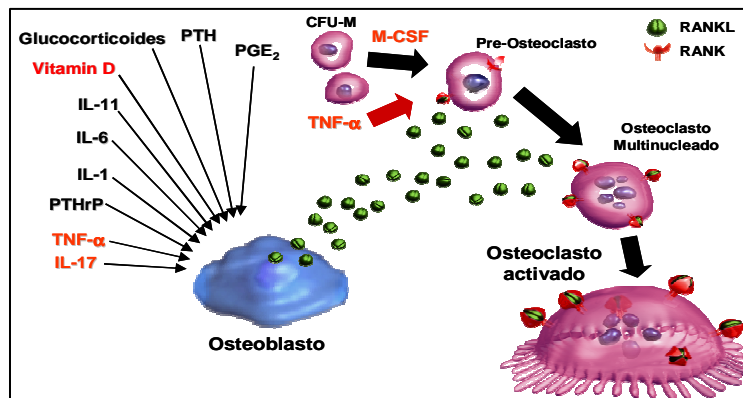 Glucocorticoides
PTH
PGE2
Vitamin D
IL-11
IL-6
IL-1
PTHrP
TNF-α
IL-17
Osteoblasto
CFU-M
M-CSF
TNF-α
Pre-Osteoclasto
RANKL
RANK
Osteoclasto
Multinucleado
Osteoclasto
activado